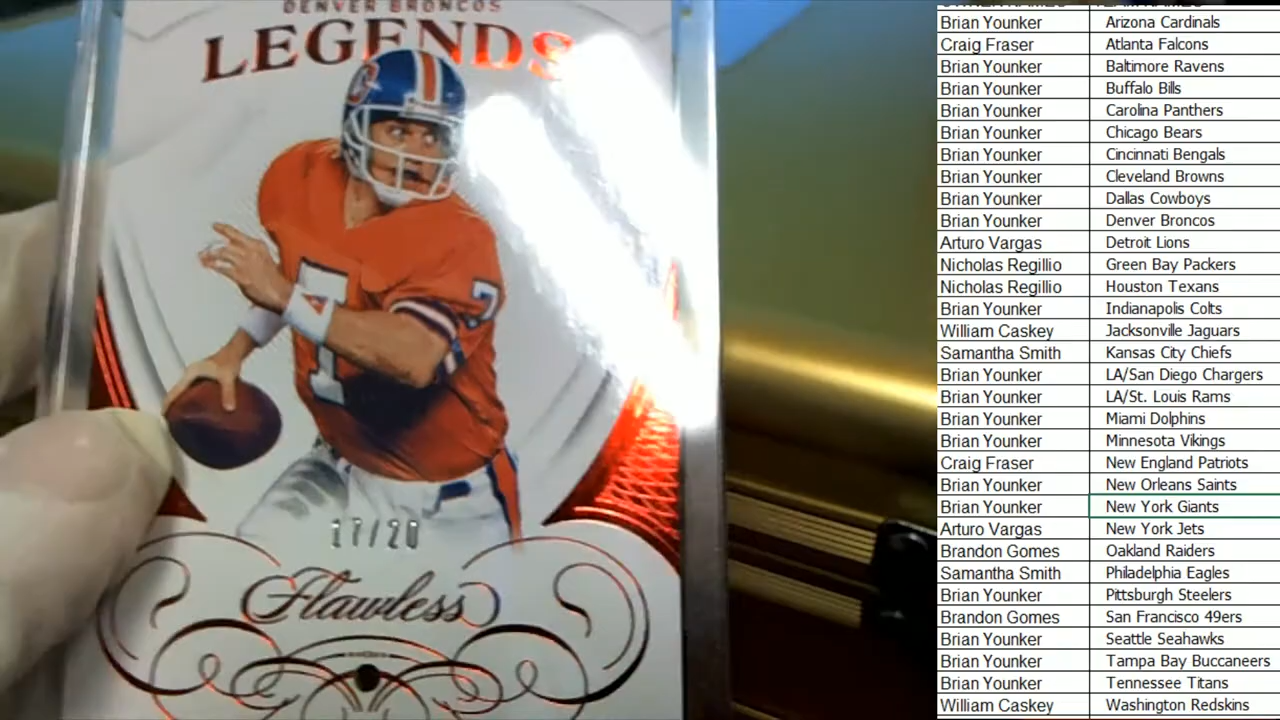 DENVER BRONCOS
LEGENDS
7
7
17/20
Flawless
Brian Younker Arizona Cardinals
Craig Fraser Atlanta Falcons
Brian Younker Baltimore Ravens
Brian Younker Buffalo Bills
Brian Younker Carolina Panthers
Brian Younker Chicago Bears
Brian Younker Cincinnati Bengals
Brian Younker Cleveland Browns
Brian Younker Dallas Cowboys
Brian Younker Denver Broncos
Arturo Vargas Detroit Lions
Nicholas Regillio Green Bay Packers
Nicholas Regillio Houston Texans
Brian Younker Indianapolis Colts
William Caskey Jacksonville Jaguars
Samantha Smith Kansas City Chiefs
Brian Younker LA/San Diego Chargers
Brian Younker LA/St. Louis Rams
Brian Younker Miami Dolphins
Brian Younker Minnesota Vikings
Craig Fraser New England Patriots
Brian Younker New Orleans Saints
Brian Younker New York Giants
Arturo Vargas New York Jets
Brandon Gomes Oakland Raiders
Samantha Smith Philadelphia Eagles
Brian Younker Pittsburgh Steelers
Brandon Gomes San Francisco 49ers
Brian Younker Seattle Seahawks
Brian Younker Tampa Bay Buccaneers
Brian Younker Tennessee Titans
William Caskey Washington Redskins